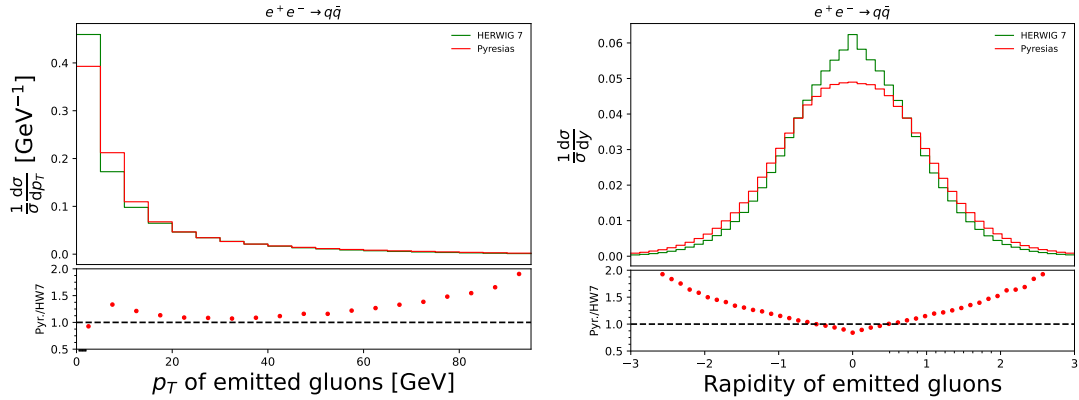 e⁺e⁻ → qq̄
HERWIG 7
Pyresias
1/σ dσ/dp_T [GeV⁻¹]
0.4
0.3
0.2
0.1
0.0
Pyr./HW7
2.0
1.5
1.0
0.5
0 20 40 60 80
p_T of emitted gluons [GeV]
e⁺e⁻ → qq̄
HERWIG 7
Pyresias
1/σ dσ/dy
0.06
0.05
0.04
0.03
0.02
0.01
0.00
Pyr./HW7
2.0
1.5
1.0
0.5
−3 −2 −1 0 1 2 3
Rapidity of emitted gluons